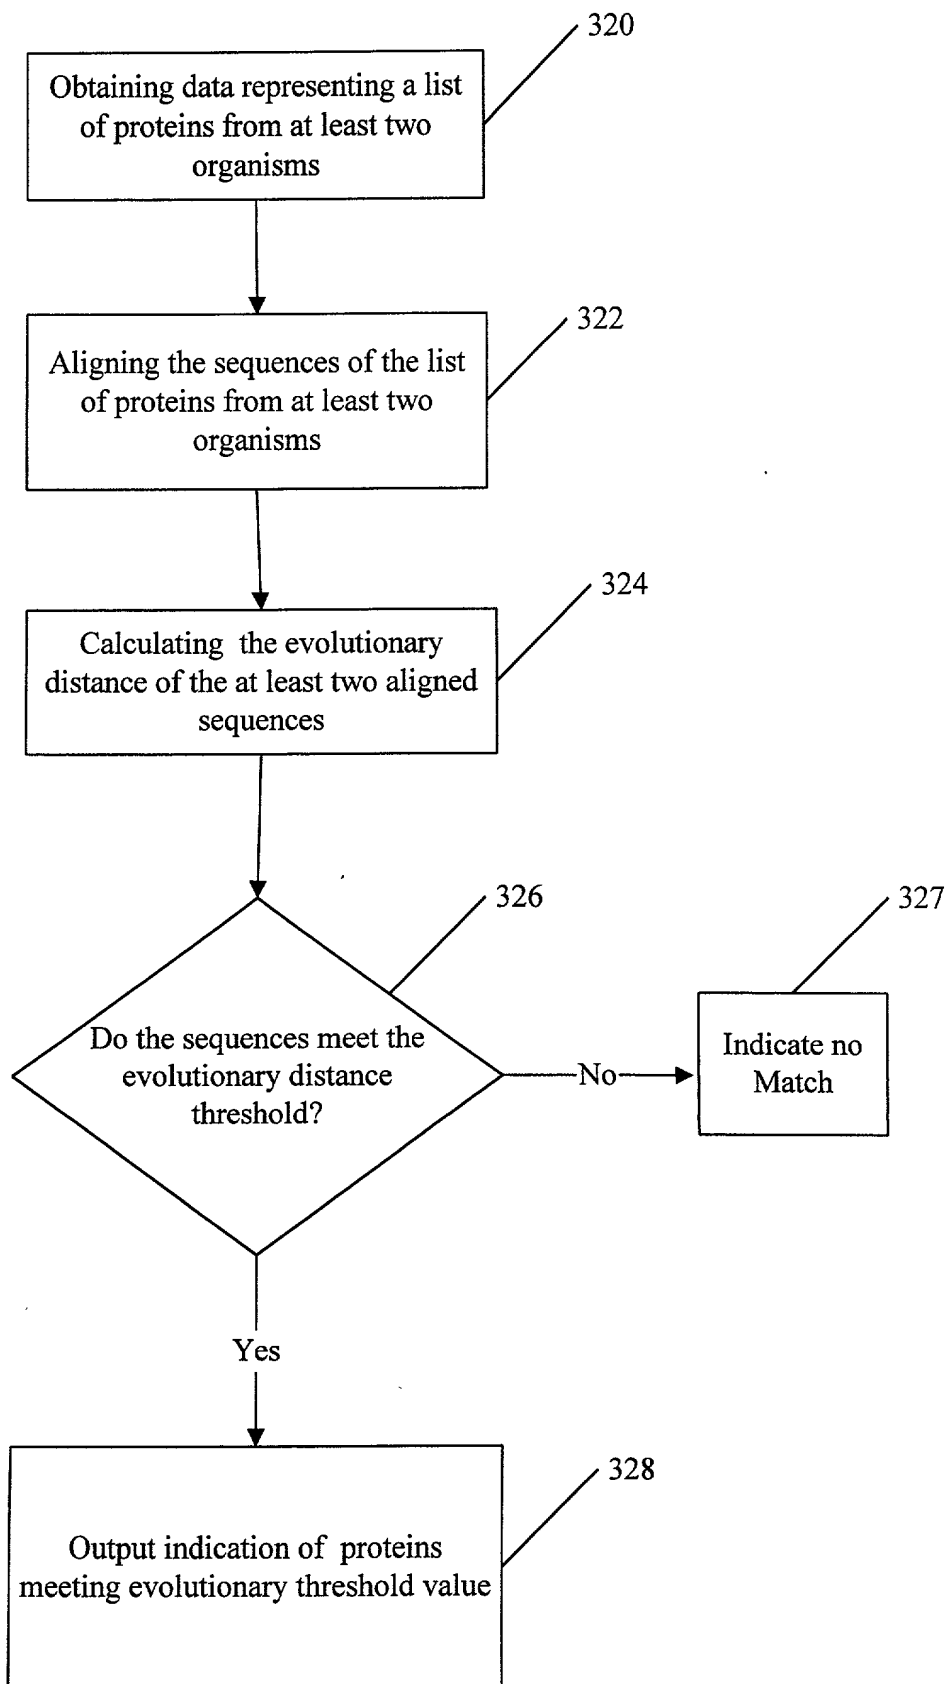 320
Obtaining data representing a list
of proteins from at least two
organisms
322
Aligning the sequences of the list
of proteins from at least two
organisms
324
Calculating the evolutionary
distance of the at least two aligned
sequences
326
327
Do the sequences meet the
evolutionary distance
threshold?
No
Indicate no
Match
Yes
328
Output indication of proteins
meeting evolutionary threshold value